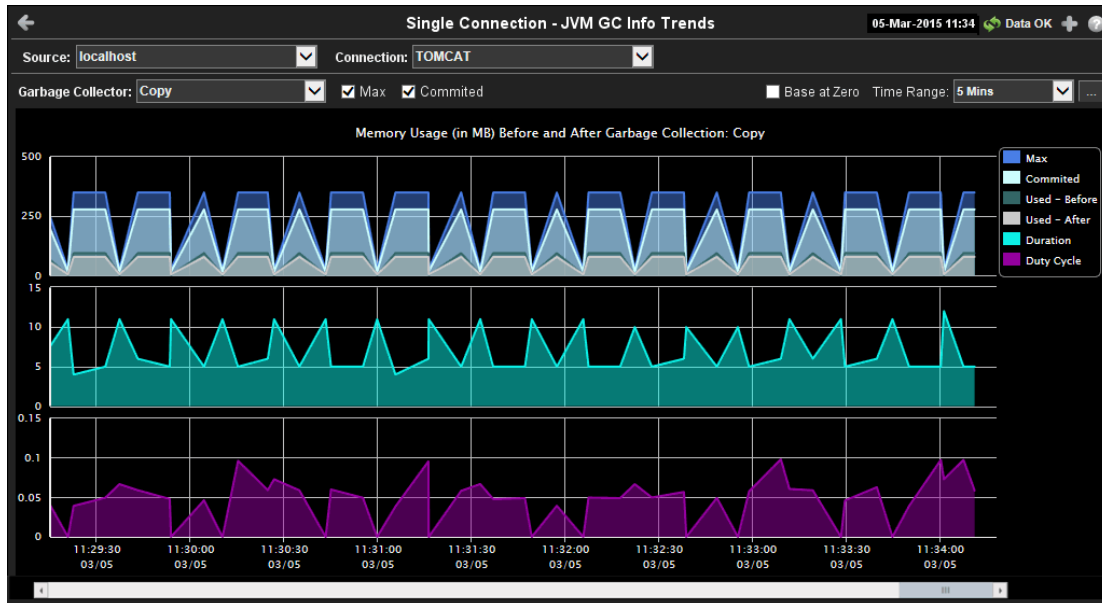 Single Connection - JVM GC Info Trends
05-Mar-2015 11:34 Data OK
Source: localhost Connection: TOMCAT
Garbage Collector: Copy Max Commited Base at Zero Time Range: 5 Mins ...
Memory Usage (in MB) Before and After Garbage Collection: Copy
500
250
0
Max
Commited
Used - Before
Used - After
Duration
Duty Cycle
15
10
5
0
0.15
0.1
0.05
0
11:29:30 11:30:00 11:30:30 11:31:00 11:31:30 11:32:00 11:32:30 11:33:00 11:33:30 11:34:00
03/05 03/05 03/05 03/05 03/05 03/05 03/05 03/05 03/05 03/05